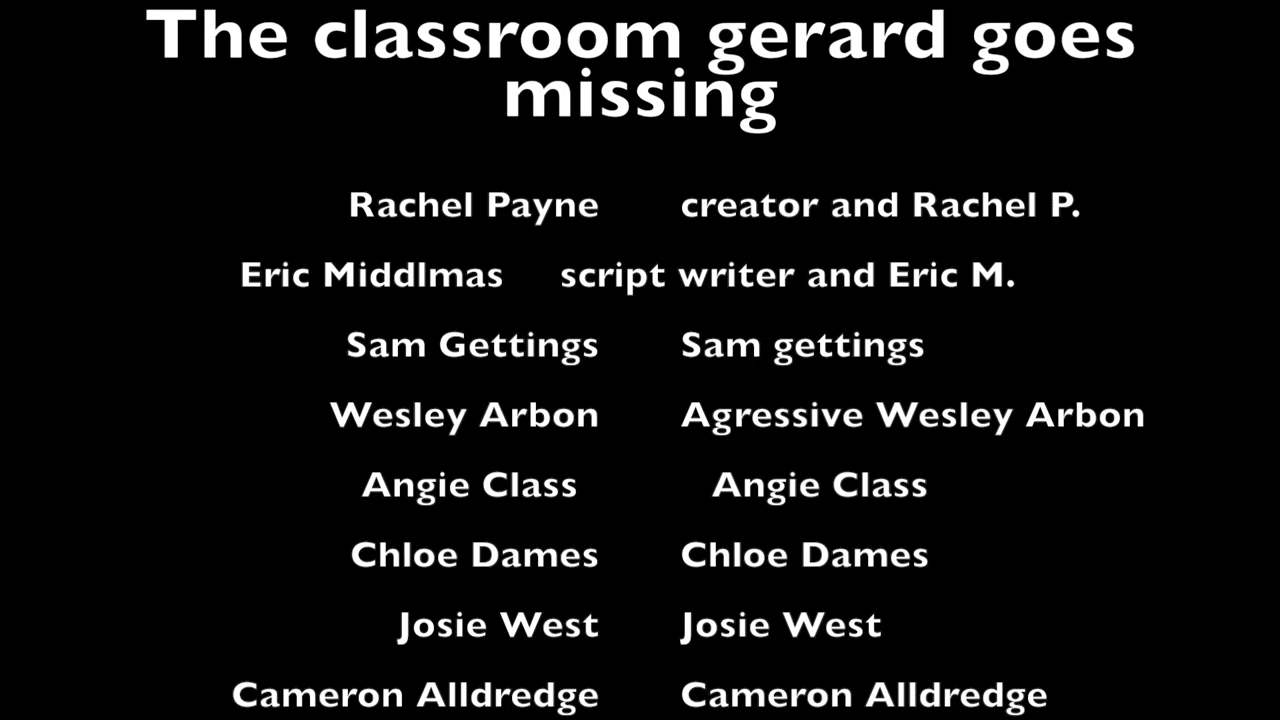 The classroom gerard goes
missing
Rachel Payne creator and Rachel P.
Eric Middlmas script writer and Eric M.
Sam Gettings Sam gettings
Wesley Arbon Agressive Wesley Arbon
Angie Class Angie Class
Chloe Dames Chloe Dames
Josie West Josie West
Cameron Alldredge Cameron Alldredge